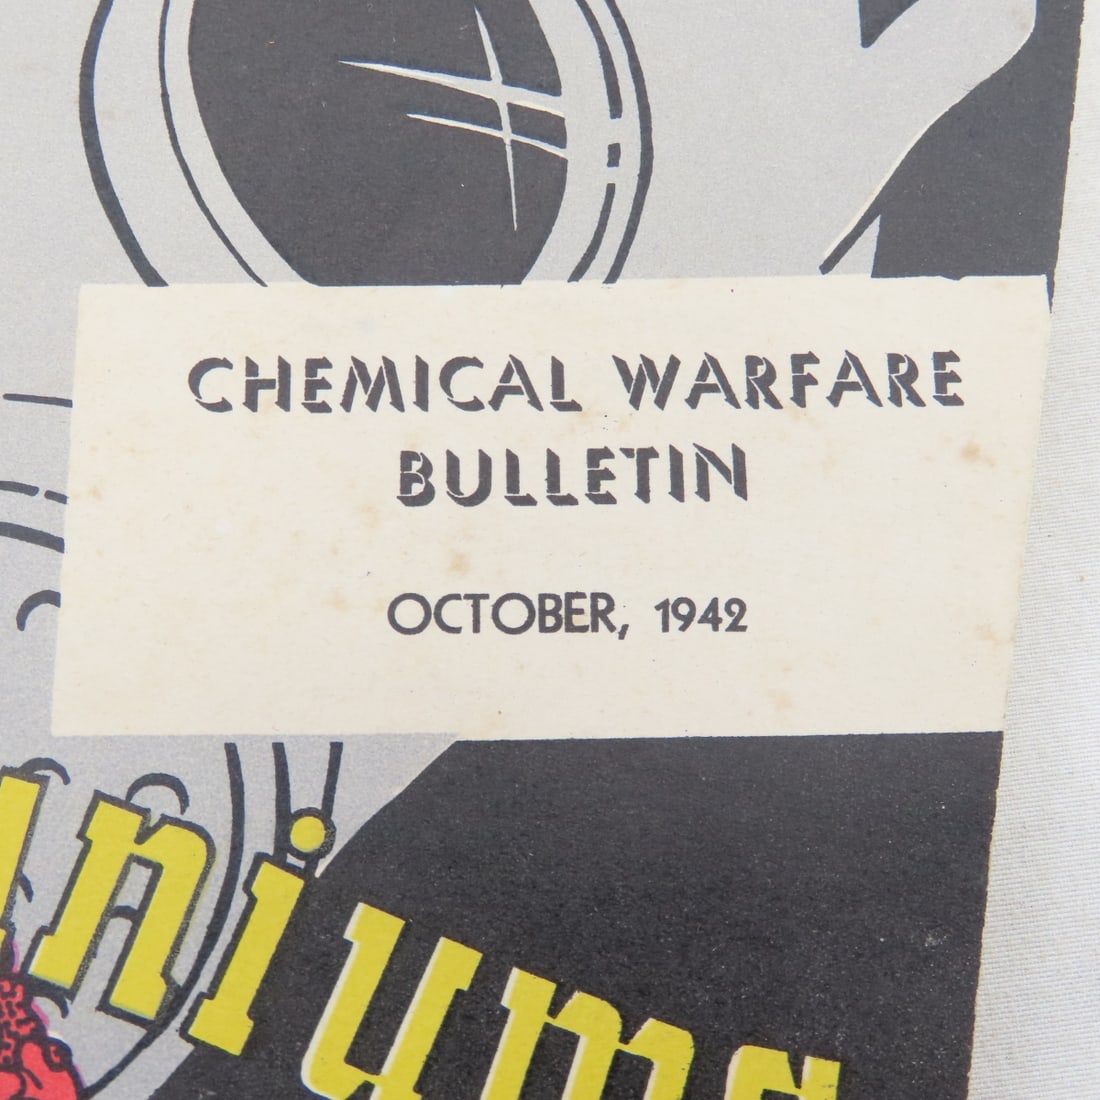 CHEMICAL WARFARE
BULLETIN
OCTOBER, 1942